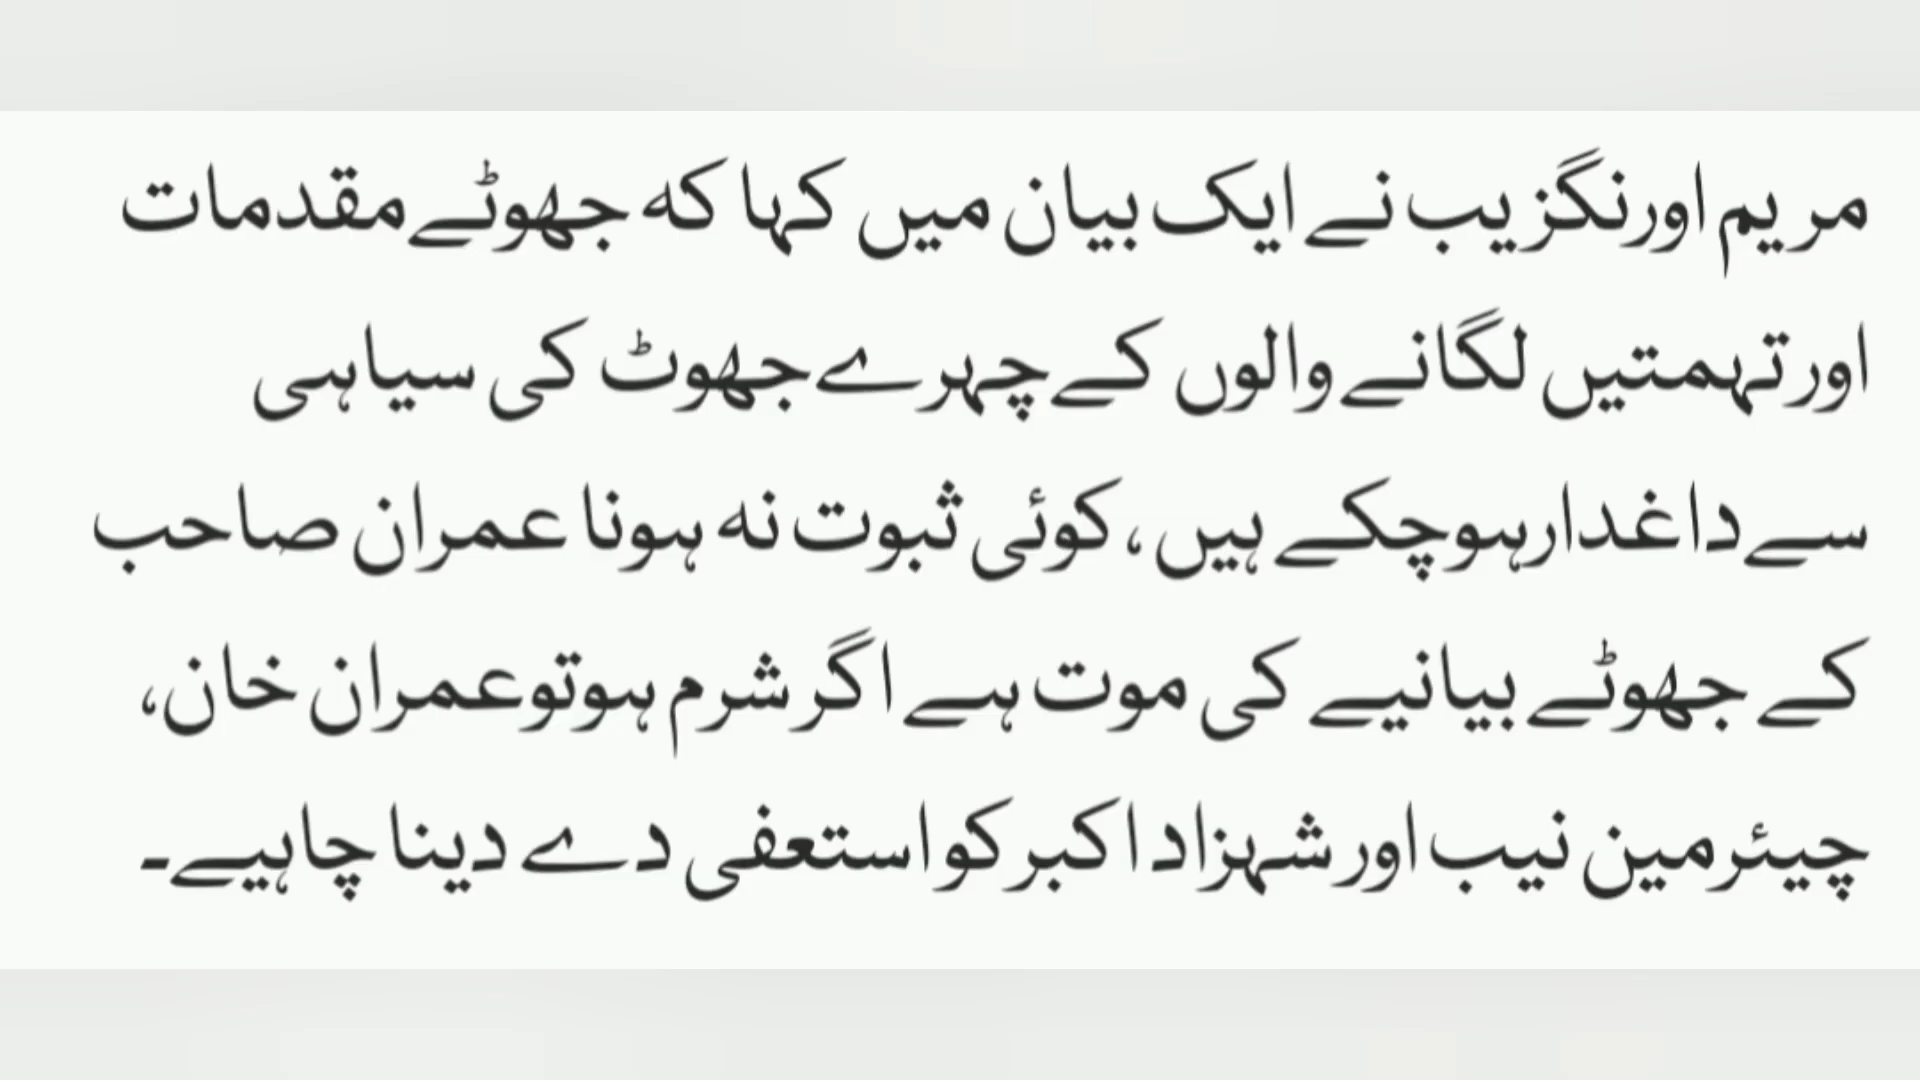 مریم اورنگزیب نے ایک بیان میں کہا کہ جھوٹے مقدمات
اور تہمتیں لگانے والوں کے چہرے جھوٹ کی سیاہی
سے داغدار ہوچکے ہیں، کوئی ثبوت نہ ہونا عمران صاحب
کے جھوٹے بیانیے کی موت ہے اگر شرم ہو تو عمران خان،
چیئرمین نیب اور شہزاد اکبر کو استعفی دے دینا چاہیے۔